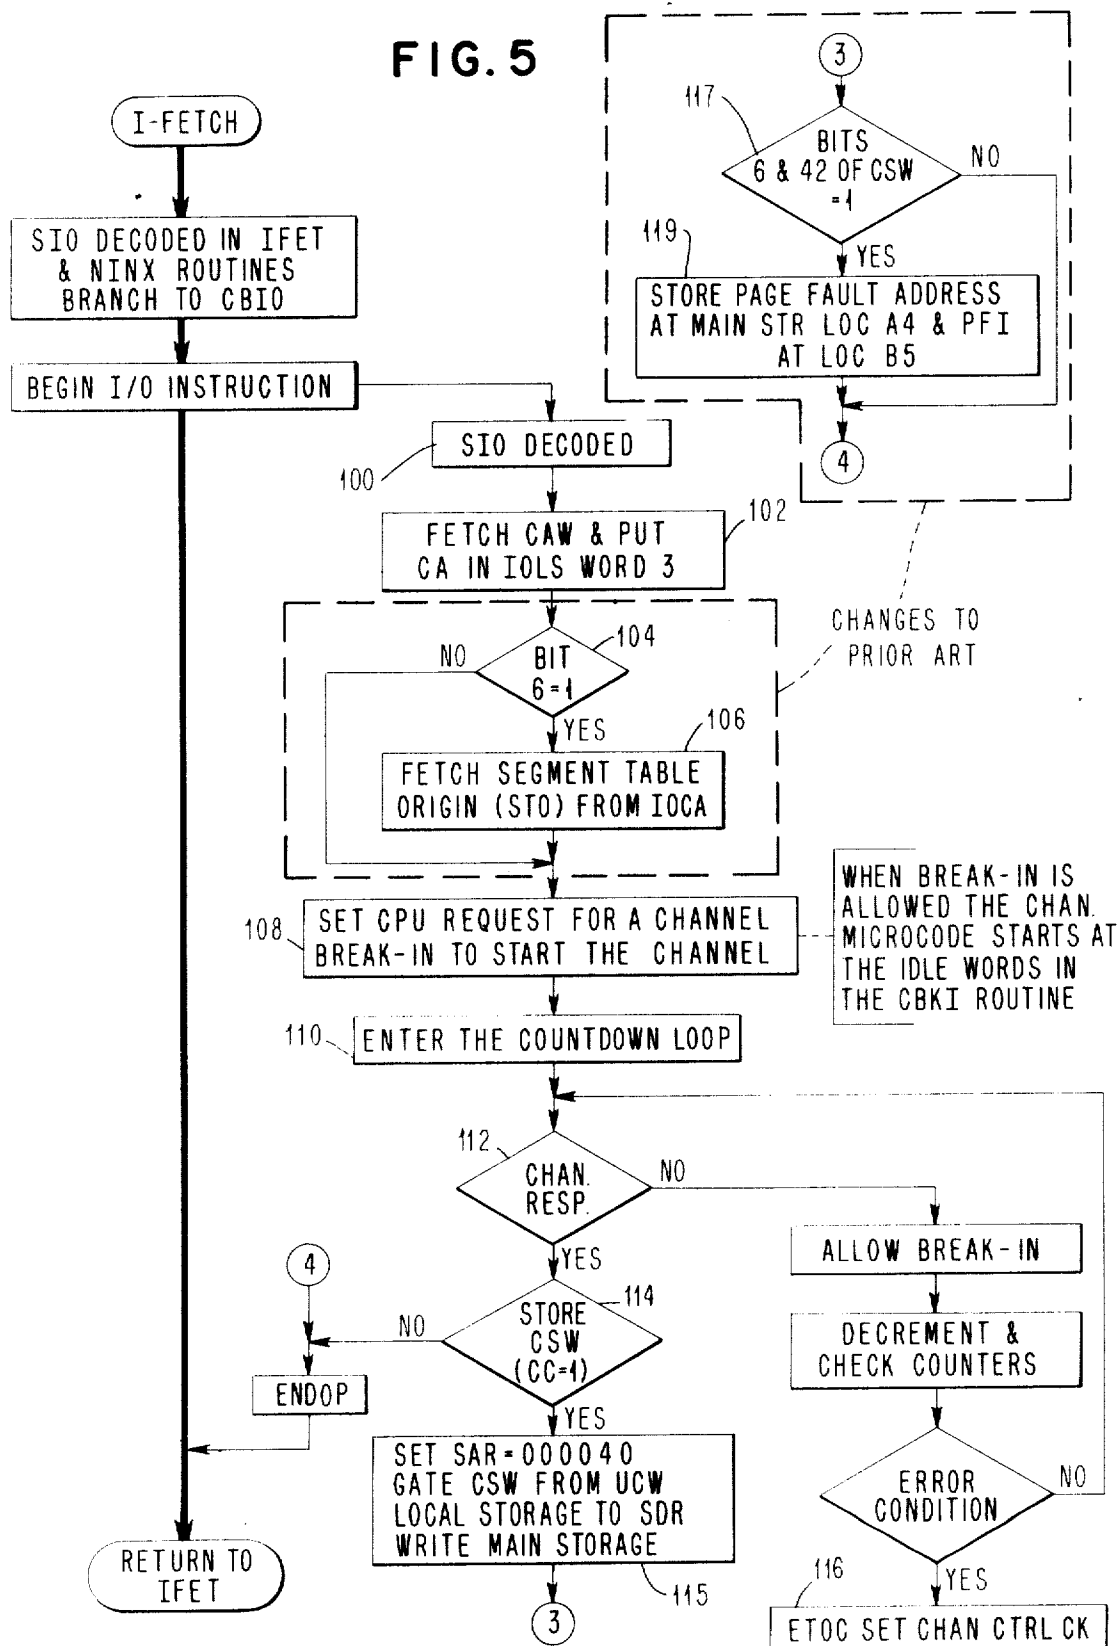 FIG. 5
I-FETCH
SIO DECODED IN IFET
& NINX ROUTINES
BRANCH TO CBIO
BEGIN I/O INSTRUCTION
3
117
BITS
6 & 42 OF CSW
=1
NO
YES
119
STORE PAGE FAULT ADDRESS
AT MAIN STR LOC A4 & PFI
AT LOC B5
4
SIO DECODED
100
102
FETCH CAW & PUT
CA IN IOLS WORD 3
CHANGES TO
PRIOR ART
104
NO
BIT
6=1
YES
106
FETCH SEGMENT TABLE
ORIGIN (STO) FROM IOCA
108
SET CPU REQUEST FOR A CHANNEL
BREAK-IN TO START THE CHANNEL
WHEN BREAK-IN IS
ALLOWED THE CHAN.
MICROCODE STARTS AT
THE IDLE WORDS IN
THE CBKI ROUTINE
110
ENTER THE COUNTDOWN LOOP
112
CHAN.
RESP.
NO
YES
ALLOW BREAK-IN
DECREMENT &
CHECK COUNTERS
ERROR
CONDITION
NO
YES
116
ETOC SET CHAN CTRL CK
4
114
STORE
CSW
(CC=1)
NO
YES
ENDOP
SET SAR=000040
GATE CSW FROM UCW
LOCAL STORAGE TO SDR
WRITE MAIN STORAGE
115
3
RETURN TO
IFET